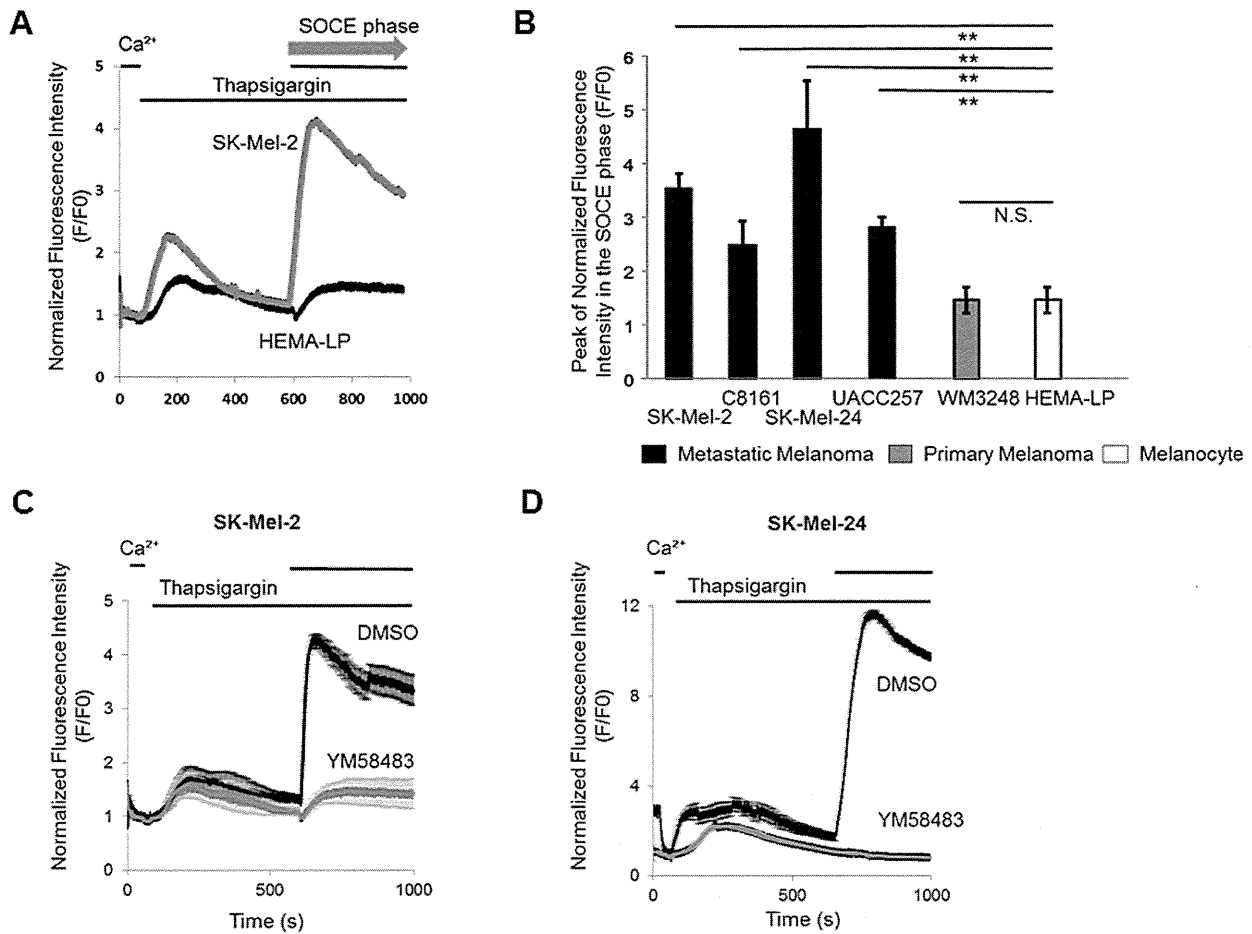 A
SOCE phase
Ca²⁺
Thapsigargin
SK-Mel-2
HEMA-LP
Normalized Fluorescence Intensity
(F/F0)
5
4
3
2
1
0
0 200 400 600 800 1000
B
**
**
**
**
N.S.
Peak of Normalized Fluorescence
Intensity in the SOCE phase (F/F0)
6
5
4
3
2
1
0
C8161 UACC257 WM3248 HEMA-LP
SK-Mel-2 SK-Mel-24
Metastatic Melanoma Primary Melanoma Melanocyte
C
SK-Mel-2
Ca²⁺
Thapsigargin
DMSO
YM58483
Normalized Fluorescence Intensity
(F/F0)
5
4
3
2
1
0
0 500 1000
Time (s)
D
SK-Mel-24
Ca²⁺
Thapsigargin
DMSO
YM58483
Normalized Fluorescence Intensity
(F/F0)
12
8
4
0
0 500 1000
Time (s)